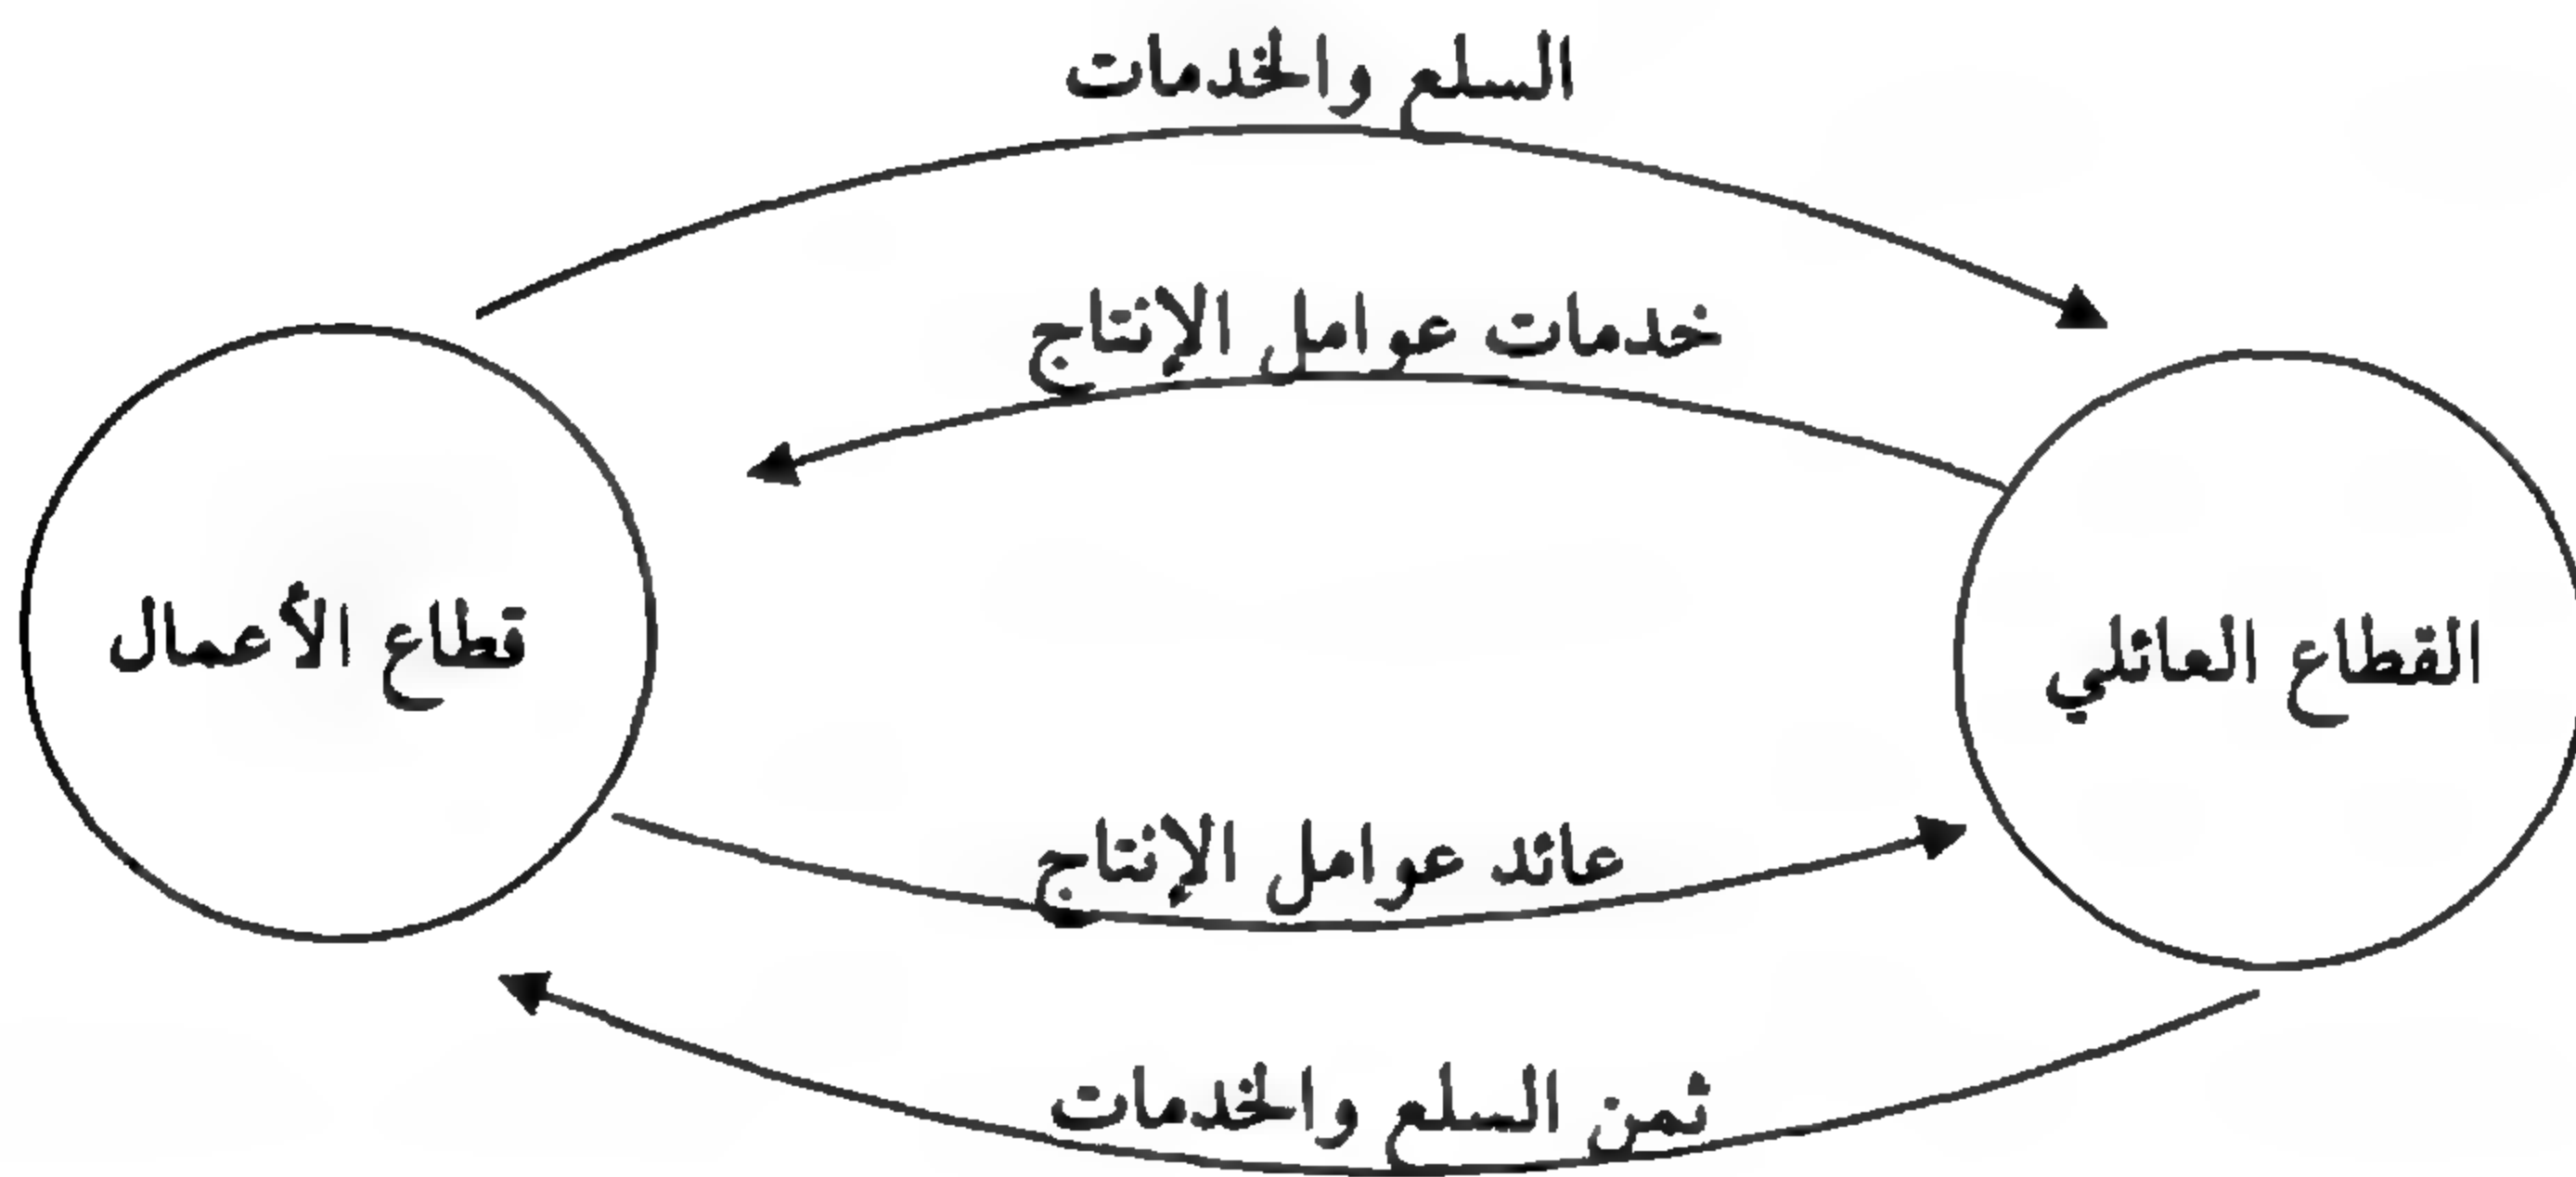 السلع والخدمات
خدمات عوامل الإنتاج
القطاع العائلي
قطاع الأعمال
عائد عوامل الإنتاج
ثمن السلع والخدمات